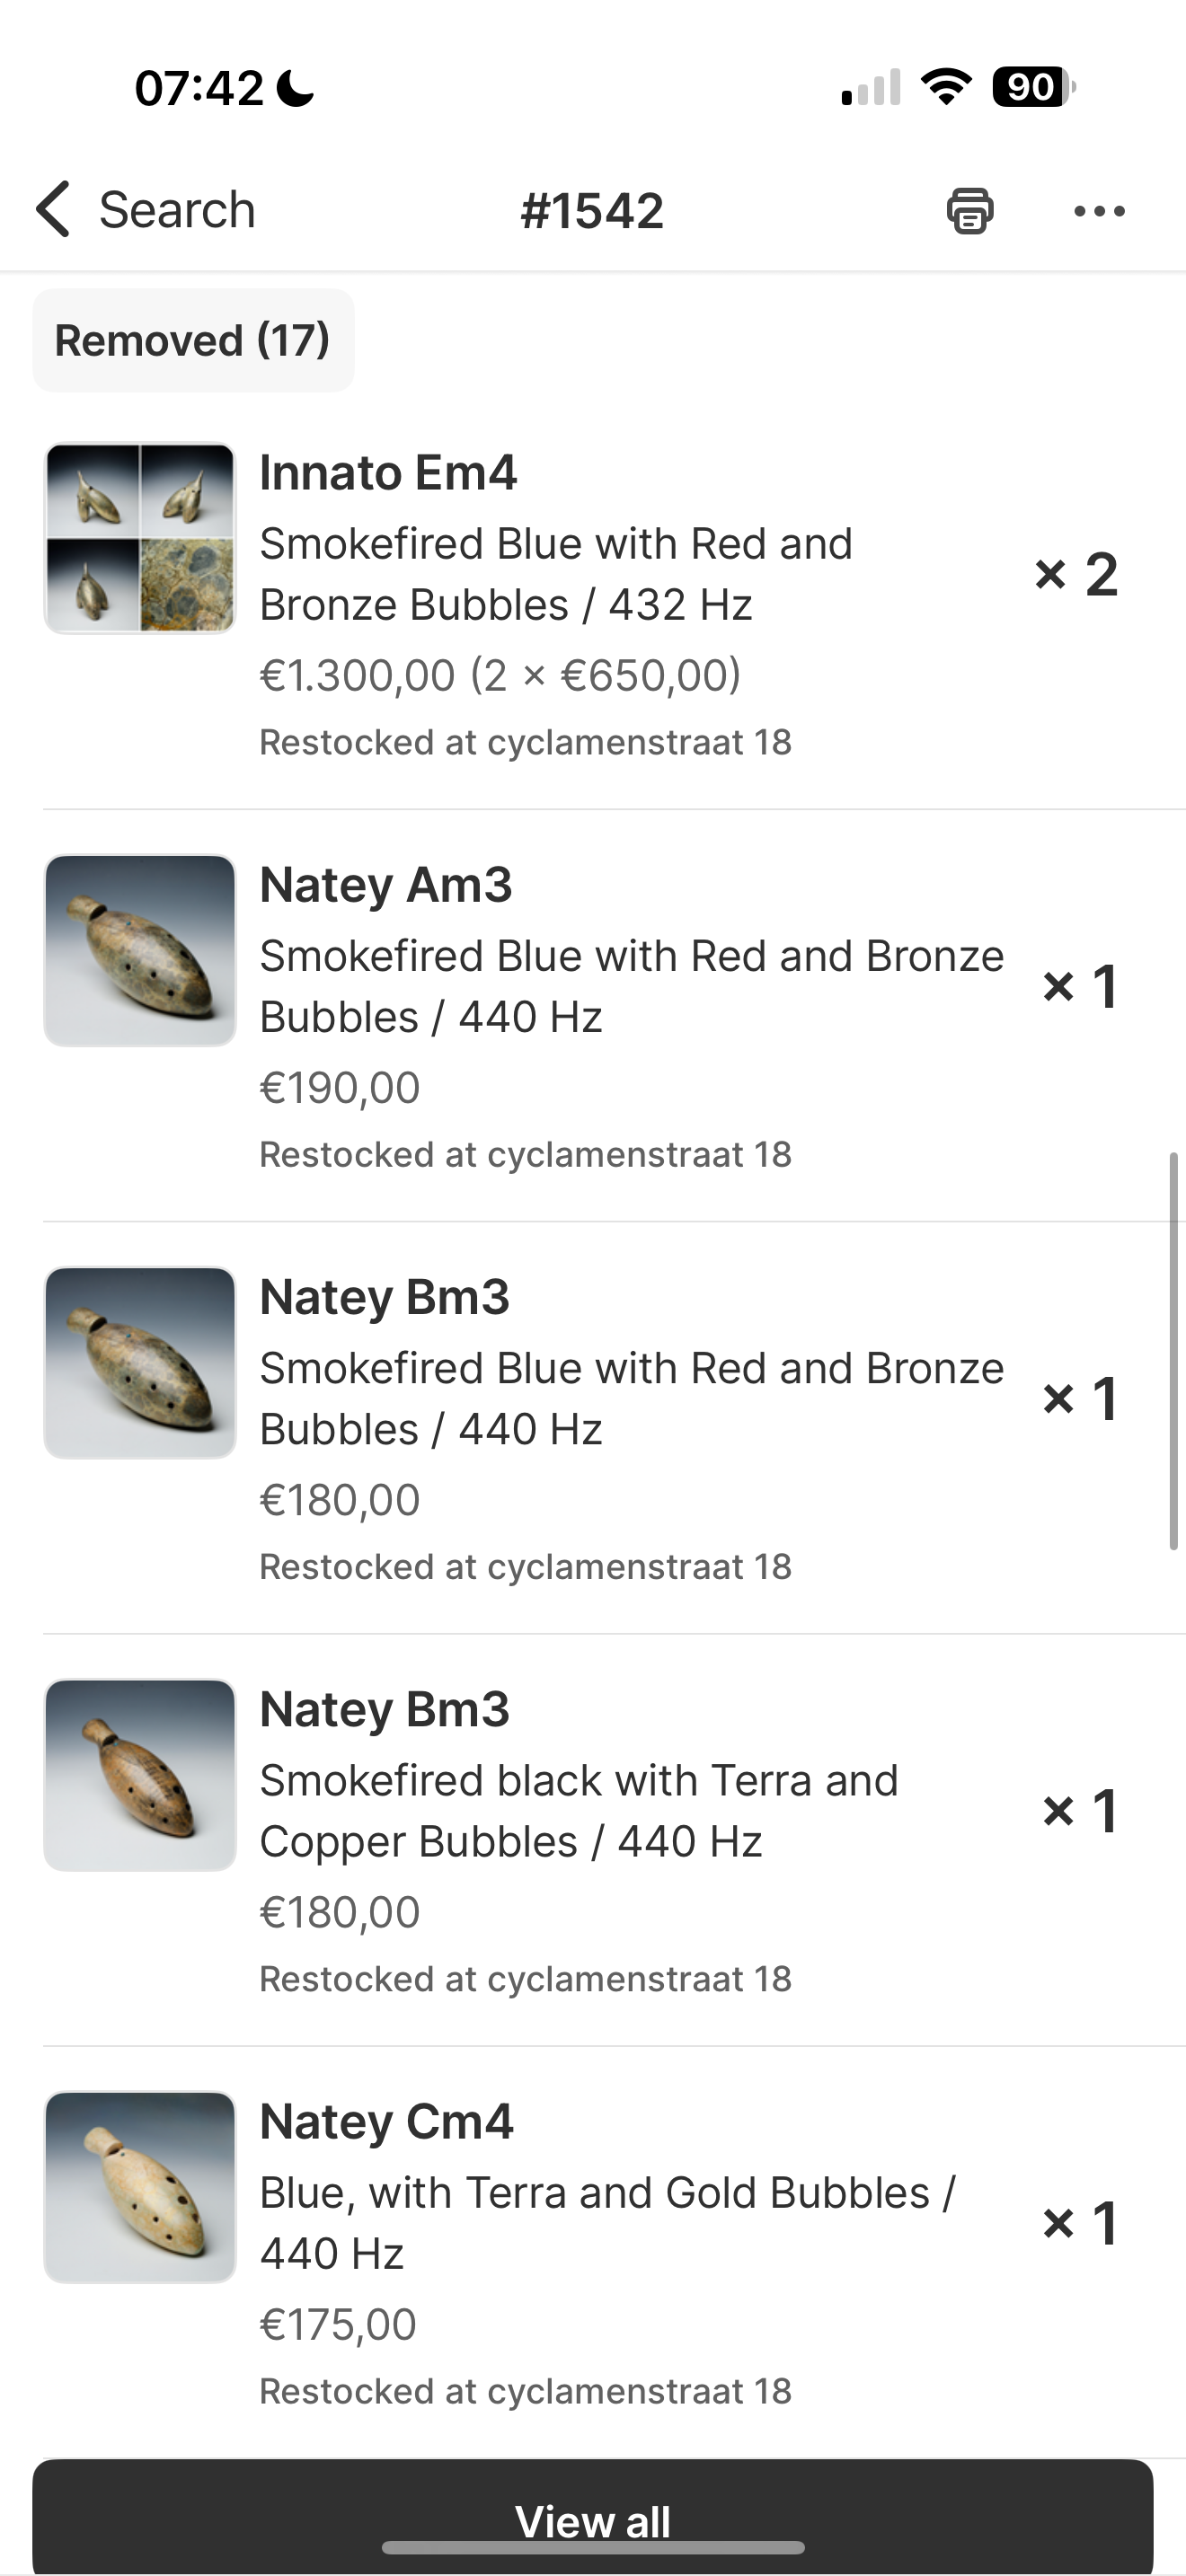 07:42
90
Search
#1542
Removed (17)
Innato Em4
Smokefired Blue with Red and
Bronze Bubbles / 432 Hz
× 2
€1.300,00 (2 × €650,00)
Restocked at cyclamenstraat 18
Natey Am3
Smokefired Blue with Red and Bronze
Bubbles / 440 Hz
× 1
€190,00
Restocked at cyclamenstraat 18
Natey Bm3
Smokefired Blue with Red and Bronze
Bubbles / 440 Hz
× 1
€180,00
Restocked at cyclamenstraat 18
Natey Bm3
Smokefired black with Terra and
Copper Bubbles / 440 Hz
× 1
€180,00
Restocked at cyclamenstraat 18
Natey Cm4
Blue, with Terra and Gold Bubbles /
440 Hz
× 1
€175,00
Restocked at cyclamenstraat 18
View all